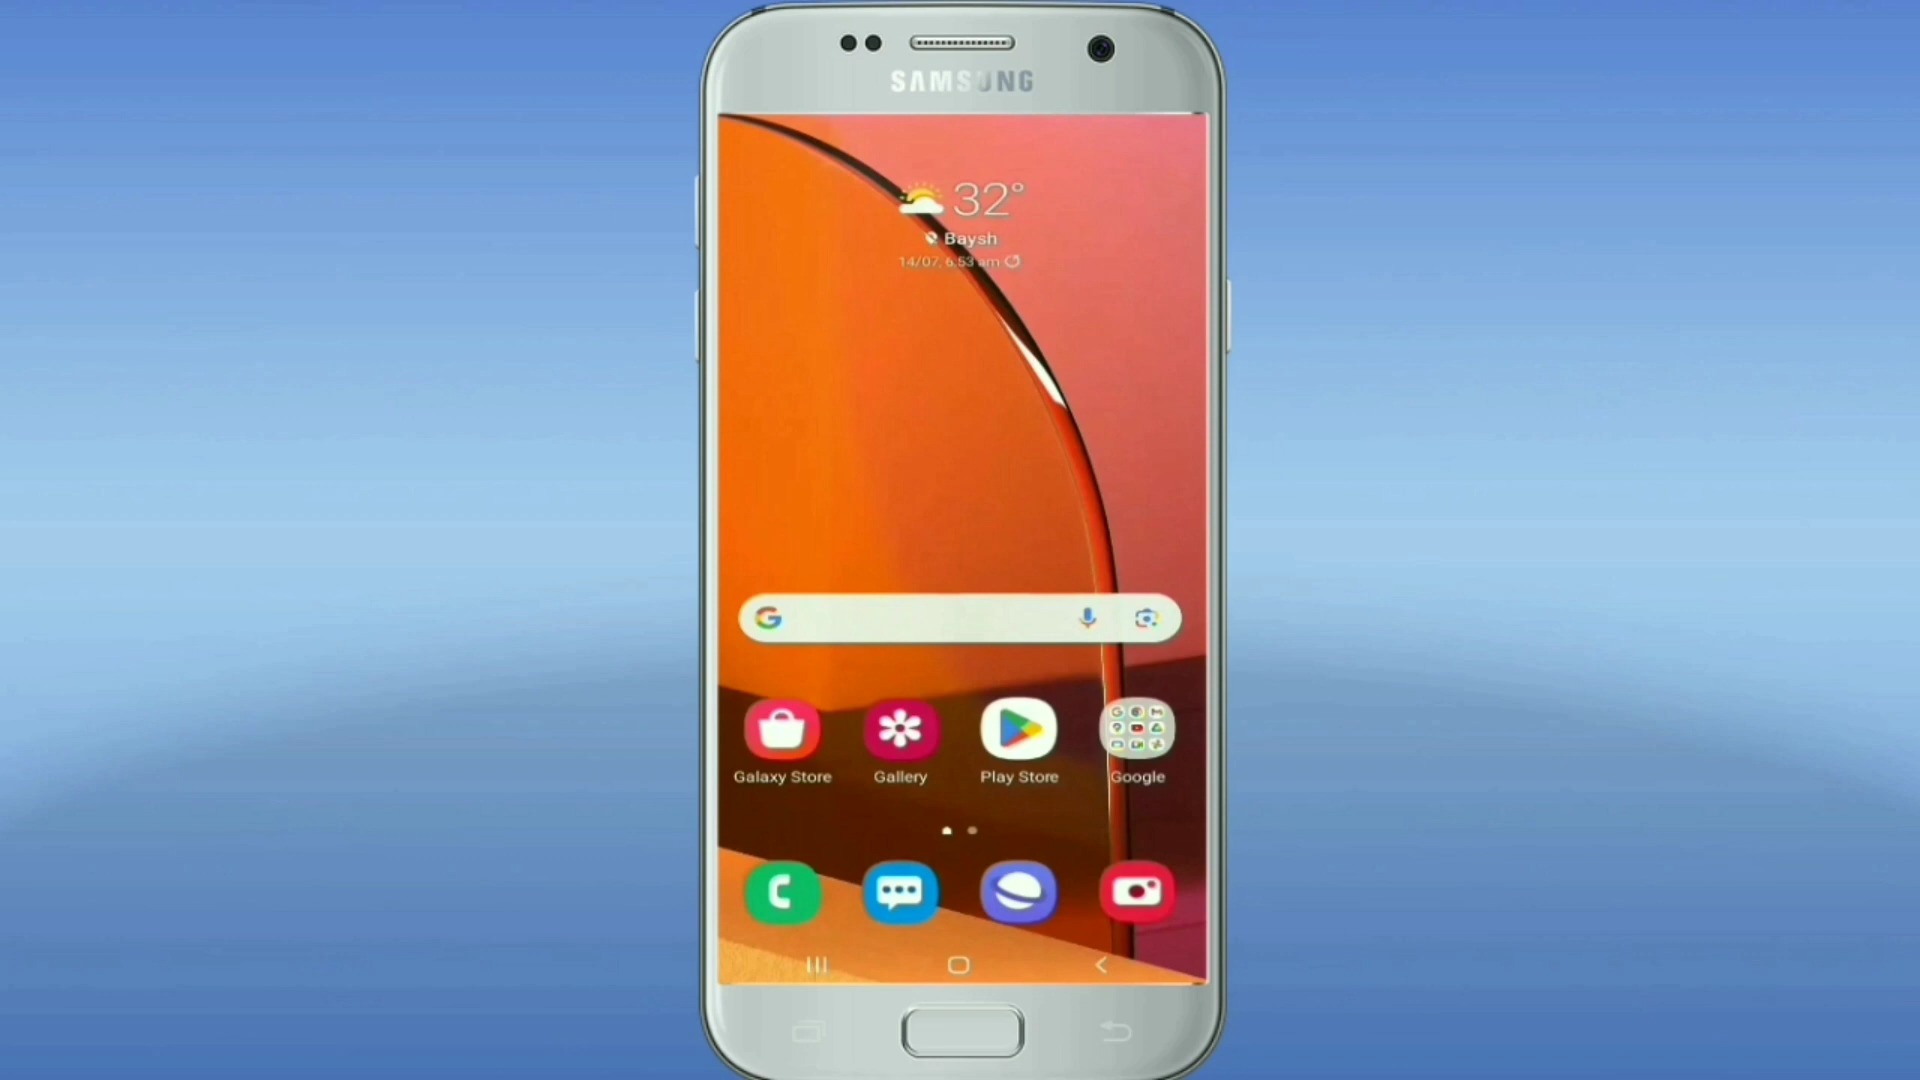 SAMSUNG
32°
Baysh
14/07, 6:53 am
Galaxy Store
Gallery
Play Store
Google